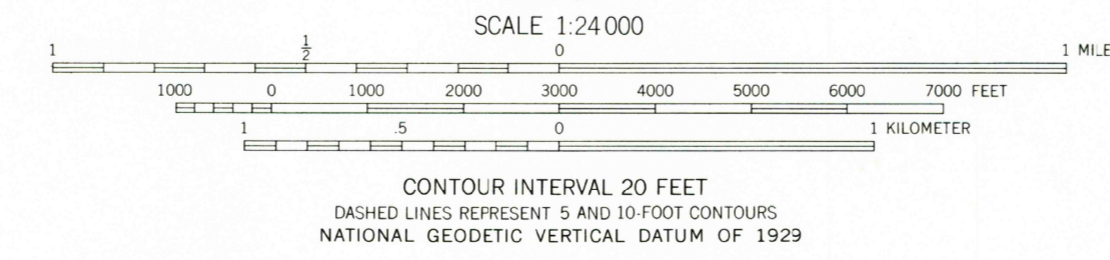 SCALE 1:24 000
1 1/2 0 1 MILE
1000 0 1000 2000 3000 4000 5000 6000 7000 FEET
1 .5 0 1 KILOMETER
CONTOUR INTERVAL 20 FEET
DASHED LINES REPRESENT 5 AND 10-FOOT CONTOURS
NATIONAL GEODETIC VERTICAL DATUM OF 1929